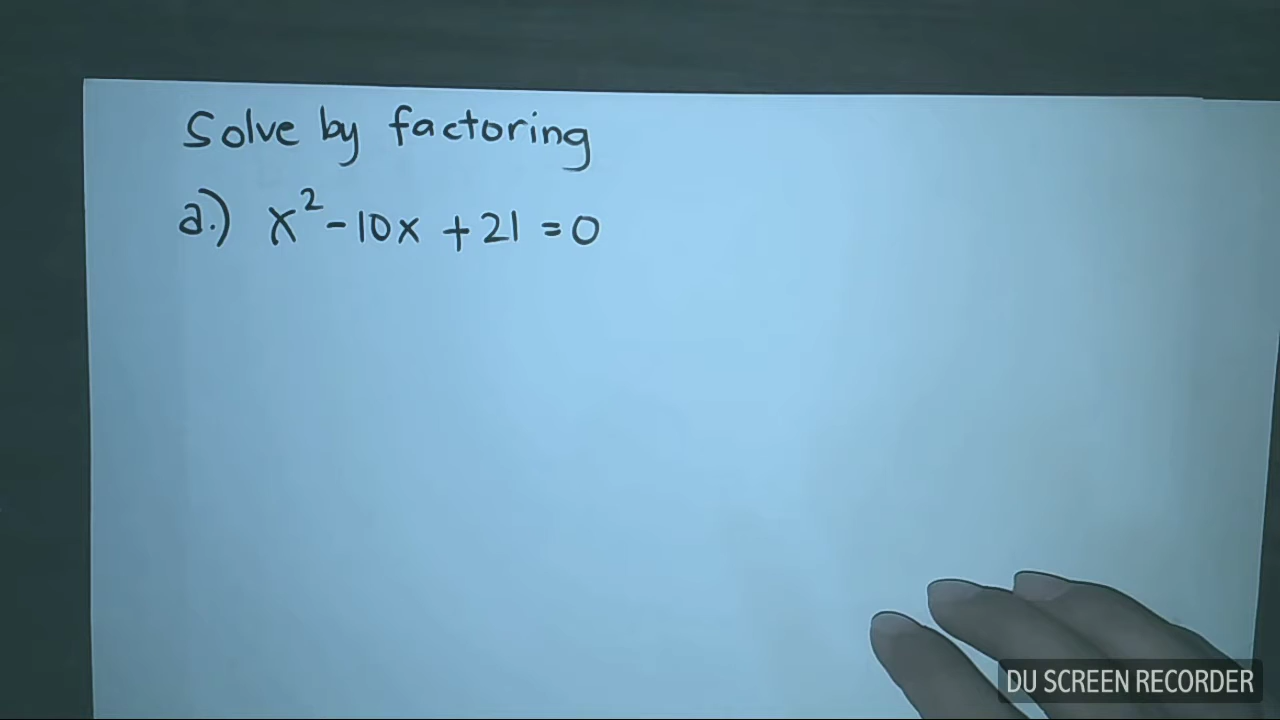 Solve by factoring
a.) x² -10x +21 =0
DU SCREEN RECORDER